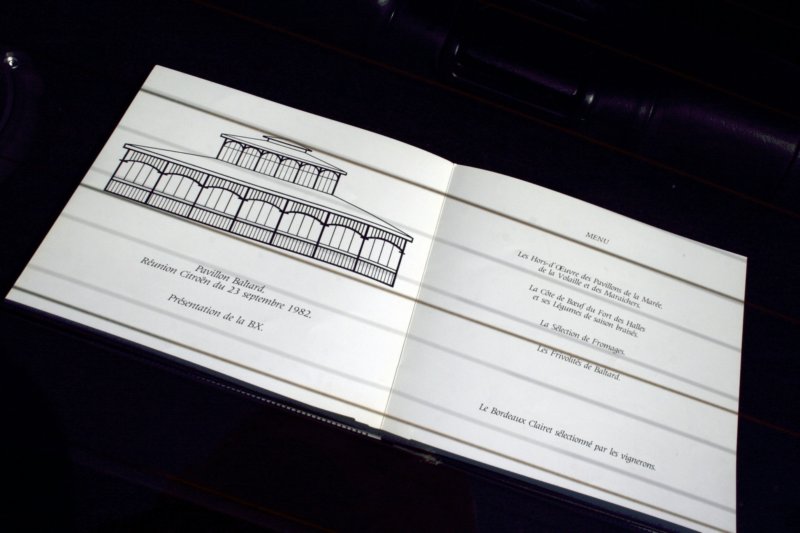 Pavillon Baltard.
Réunion Citroën du 23 septembre 1982.
Présentation de la BX.
MENU
Les Hors-d'Œuvre des Pavillons de la Marée.
de la Volaille et des Maraichers.
La Côte de Bœuf du Fort des Halles
et ses Légumes de saison braisés.
La Sélection de Fromages.
Les Frivolités de Baltard.
Le Bordeaux Clairet sélectionné par les vignerons.